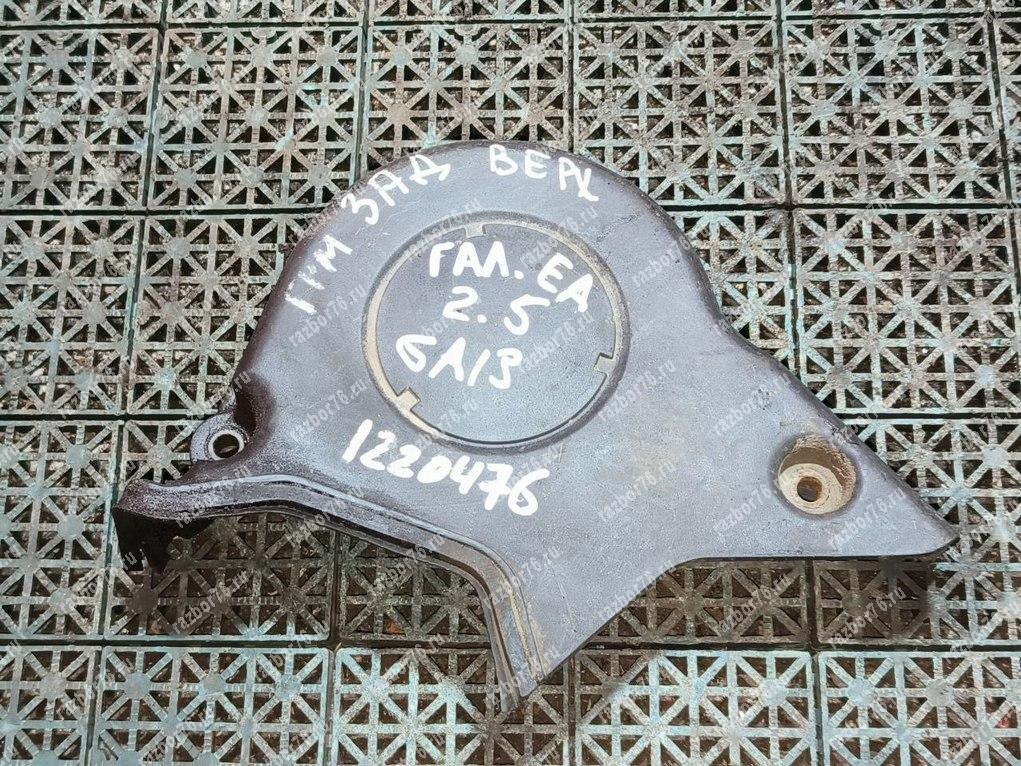 ГРМ ЗАД ВЕРХ
ГАЛ. ЕА
2.5
6A13
1220476
razbor76.ru